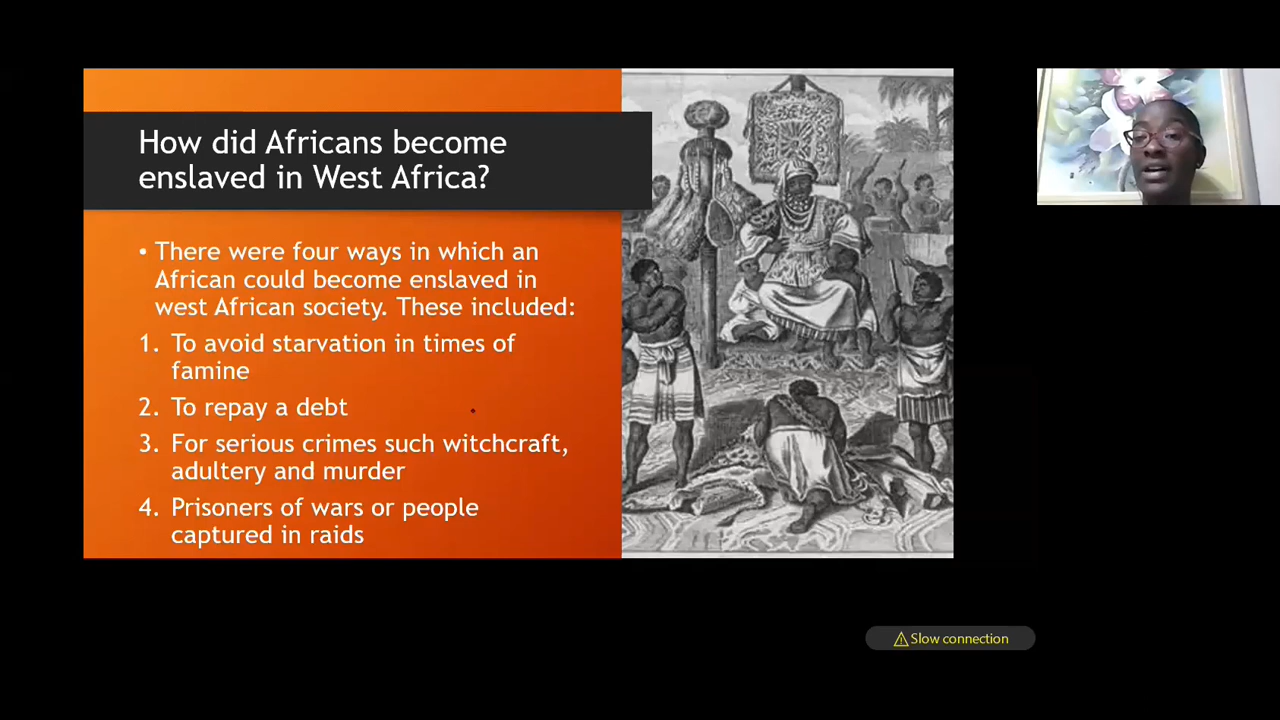 How did Africans become
enslaved in West Africa?
• There were four ways in which an
African could become enslaved in
west African society. These included:
1. To avoid starvation in times of
famine
2. To repay a debt
3. For serious crimes such witchcraft,
adultery and murder
4. Prisoners of wars or people
captured in raids
Slow connection